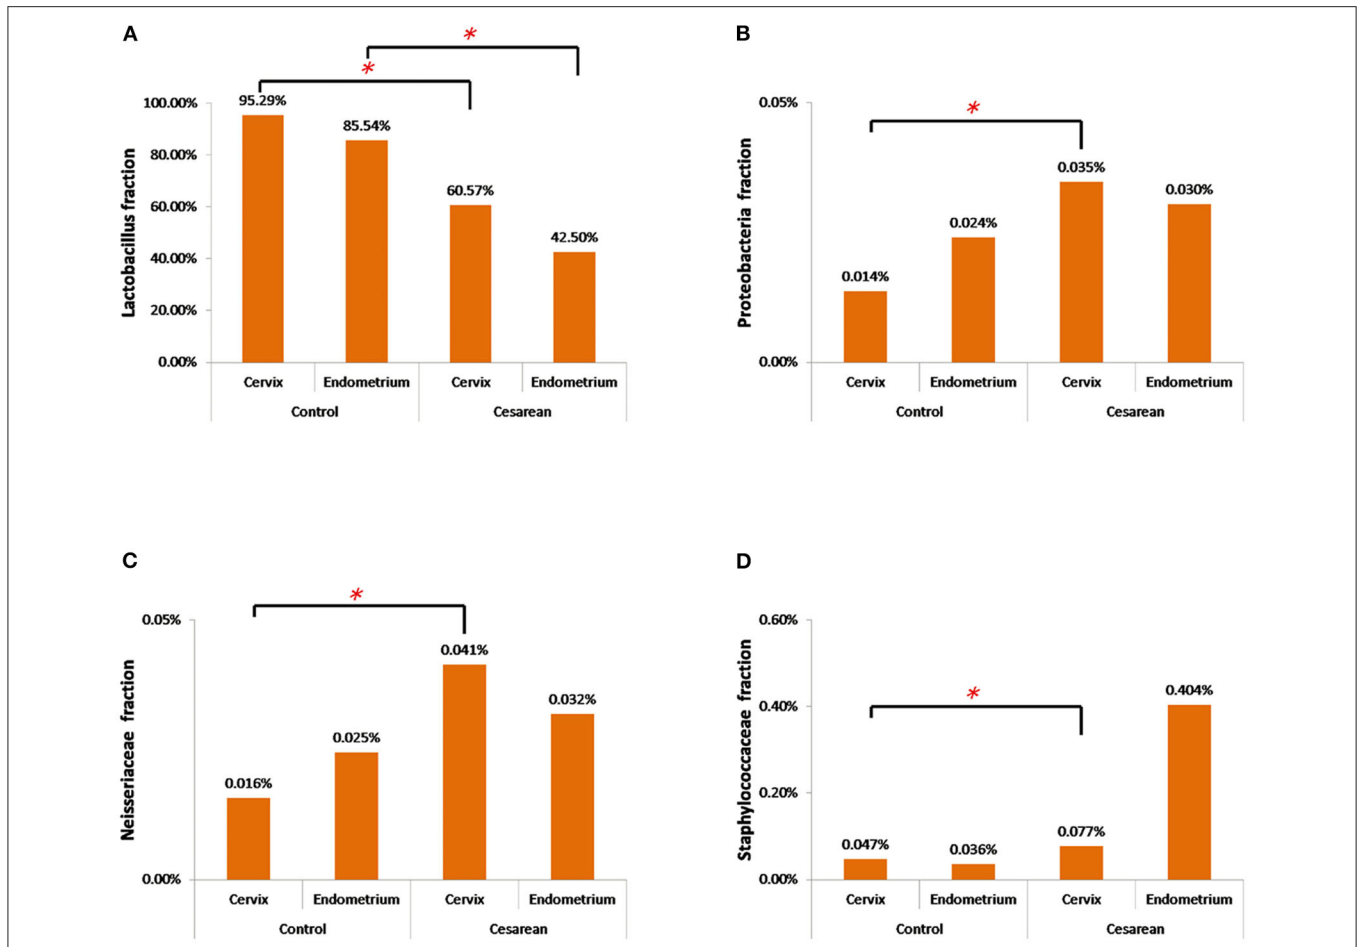 A
*
*
100.00%
80.00%
60.00%
40.00%
20.00%
0.00%
Lactobacillus fraction
95.29%
85.54%
60.57%
42.50%
Cervix Endometrium Cervix Endometrium
Control Cesarean
B
*
0.05%
0.00%
Proteobacteria fraction
0.014%
0.024%
0.035%
0.030%
Cervix Endometrium Cervix Endometrium
Control Cesarean
C
*
0.05%
0.00%
Neisseriaceae fraction
0.016%
0.025%
0.041%
0.032%
Cervix Endometrium Cervix Endometrium
Control Cesarean
D
*
0.60%
0.40%
0.20%
0.00%
Staphylococcaceae fraction
0.047%
0.036%
0.077%
0.404%
Cervix Endometrium Cervix Endometrium
Control Cesarean